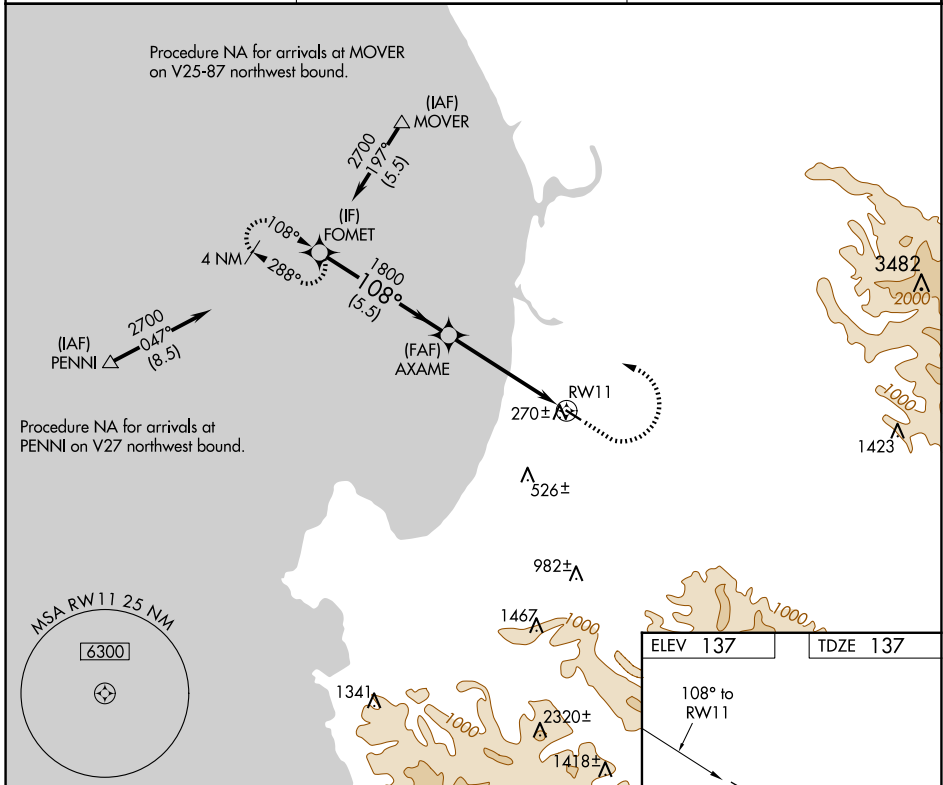 Procedure NA for arrivals at MOVER
on V25-87 northwest bound.
(IAF)
MOVER
2700
197°
(5.5)
(IF)
FOMET
108°
4 NM
288°
1800
108°
(5.5)
(FAF)
AXAME
3482
2000
2700
047°
(8.5)
(IAF)
PENNI
RW11
270±
1000
1423
Procedure NA for arrivals at
PENNI on V27 northwest bound.
526±
982±
1467
1000
1000
MSA RW11 25 NM
6300
ELEV 137
TDZE 137
108° to
RW11
1341
1000
2320±
1418±